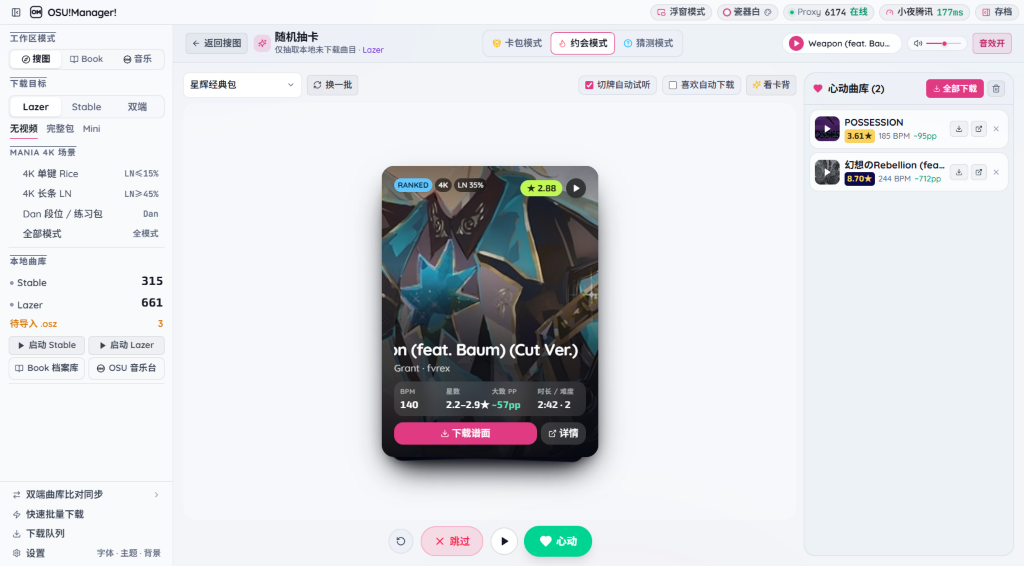 OSU!Manager!
浮窗模式
瓷器白
Proxy 6174 在线
小夜腾讯 177ms
存档
工作区模式
搜图
Book
音乐
下载目标
Lazer
Stable
双端
无视频
完整包
Mini
MANIA 4K 场景
4K 单键 Rice LN≤15%
4K 长条 LN LN≥45%
Dan 段位 / 练习包 Dan
全部模式 全模式
本地曲库
Stable 315
Lazer 661
待导入 .osz 3
启动 Stable
启动 Lazer
Book 档案库
OSU 音乐台
双端曲库比对同步
快速批量下载
下载队列
设置 字体 · 主题 · 背景
返回搜图
随机抽卡
仅抽取本地未下载曲目 · Lazer
卡包模式
约会模式
猜测模式
Weapon (feat. Bau...
音效开
星辉经典包
换一批
切牌自动试听
喜欢自动下载
看卡背
RANKED
4K
LN 35%
★ 2.88
on (feat. Baum) (Cut Ver.)
Grant · fvrex
BPM 星数 大致 PP 时长 / 难度
140 2.2–2.9★ ~57pp 2:42 · 2
下载谱面
详情
跳过
心动
心动曲库 (2)
全部下载
POSSESSION
3.61★ 185 BPM ~95pp
幻想のRebellion (fea...
8.70★ 244 BPM ~712pp